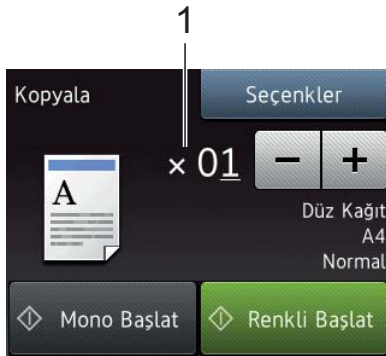 1
Kopyala
Seçenkler
× 01 − +
A
Düz Kağıt
A4
Normal
Mono Başlat
Renkli Başlat